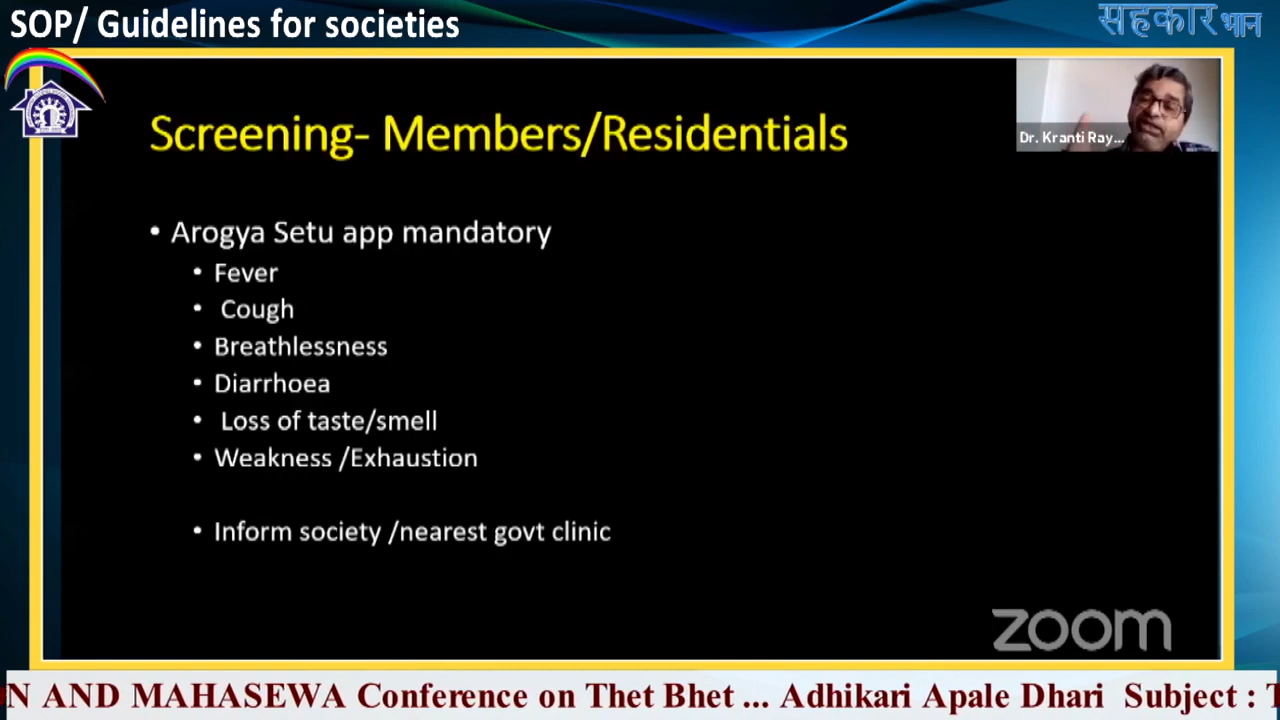 SOP/ Guidelines for societies
सहकार भान
Screening- Members/Residentials
Dr. Kranti Ray...
• Arogya Setu app mandatory
• Fever
• Cough
• Breathlessness
• Diarrhoea
• Loss of taste/smell
• Weakness /Exhaustion
• Inform society /nearest govt clinic
zoom
N AND MAHASEWA Conference on Thet Bhet ... Adhikari Apale Dhari Subject : T